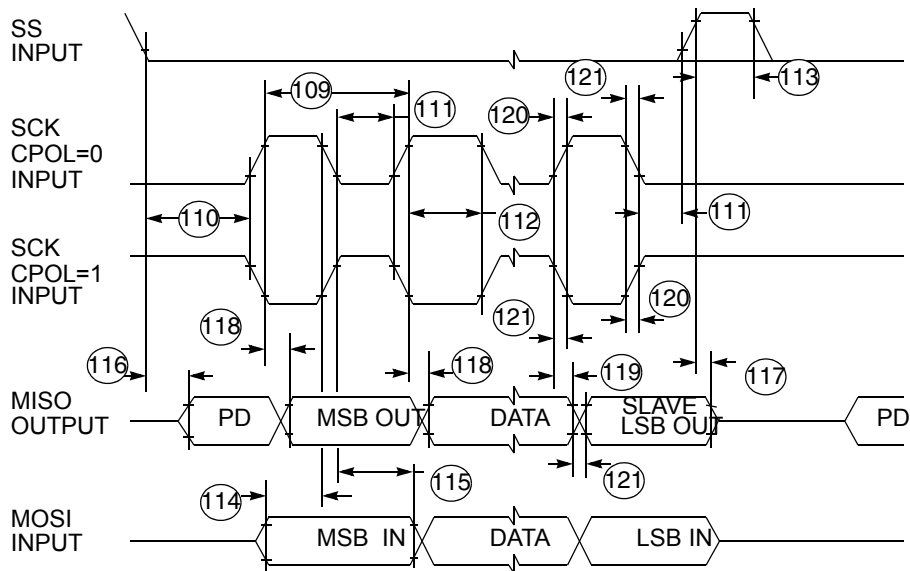 SS
INPUT
121
109
113
111
120
SCK
CPOL=0
INPUT
110
112
111
SCK
CPOL=1
INPUT
120
121
118
116
118
119
117
MISO
OUTPUT
PD
MSB OUT
DATA
SLAVE
LSB OUT
PD
121
115
114
MOSI
INPUT
MSB IN
DATA
LSB IN